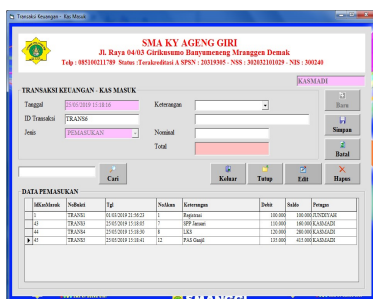 Transaksi Keuangan - Kas Masuk
SMA KY AGENG GIRI
Jl. Raya 04/03 Girikusumo Banyumeneng Mranggen Demak
Telp : 085100211789 Status :Terakreditasi A SPSN : 20319305 - NSS : 302032101029 - NIS : 300240
KASMADI
TRANSAKSI KEUANGAN - KAS MASUK
Tanggal 25/03/2019 15:18:16 Keterangan Baru
ID Transaksi TRANS6
Jenis PEMASUKAN Nominal Simpan
Total Batal
Cari Keluar Tutup Edit Hapus
DATA PEMASUKAN
IdKasMasuk NoBukti Tgl NoAkun Keterangan Debit Saldo Petugas
1 TRANS1 01/03/2019 21:36:23 1 Registrasi 100.000 100.000 JUNDIYAH
43 TRANS3 25/03/2019 15:18:05 7 SPP Januari 110.000 160.000 KASMADI
44 TRANS4 25/03/2019 15:18:30 8 LKS 120.000 280.000 KASMADI
45 TRANS5 25/03/2019 15:18:41 12 PAS Ganjil 135.000 415.000 KASMADI
SEMANGGI